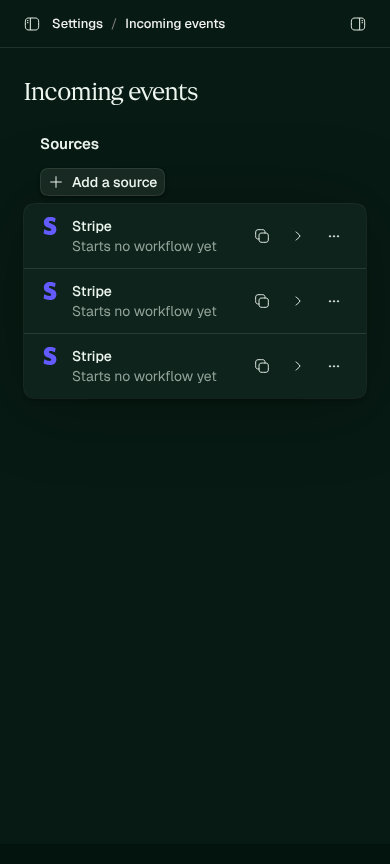 Settings / Incoming events
Incoming events
Sources
Add a source
Stripe
Starts no workflow yet
Stripe
Starts no workflow yet
Stripe
Starts no workflow yet